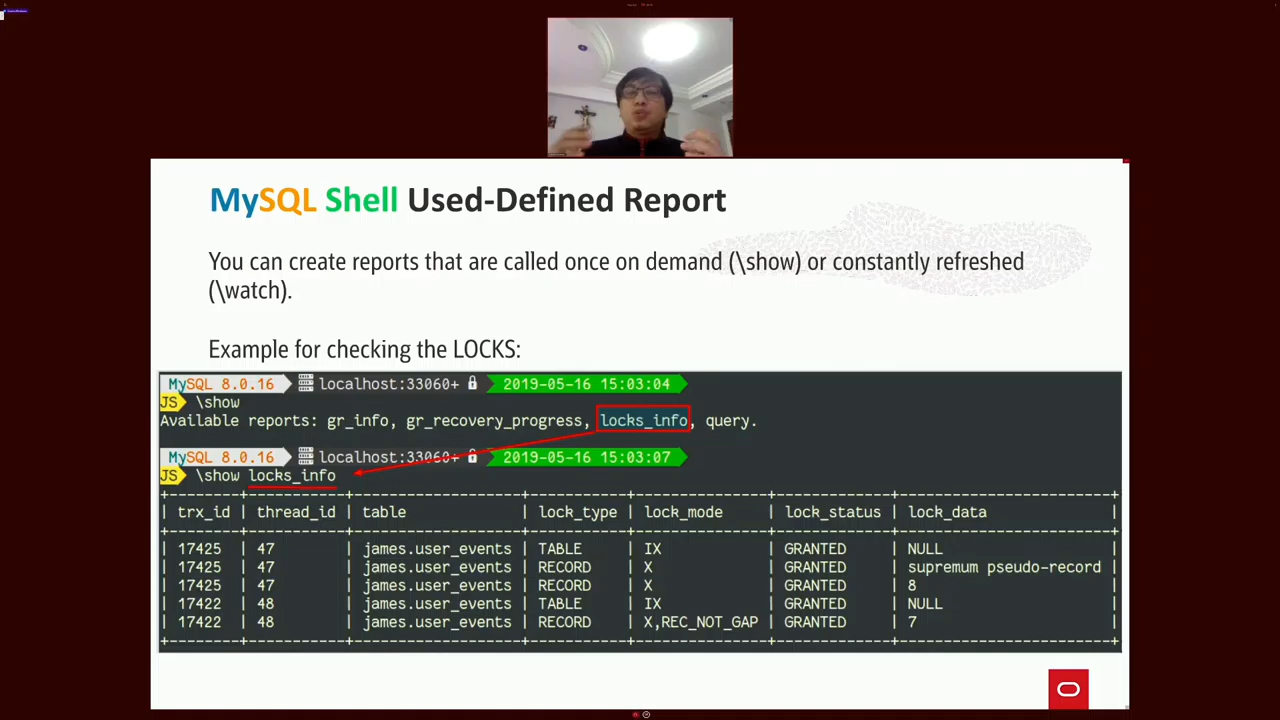 MySQL Shell Used-Defined Report
You can create reports that are called once on demand (\show) or constantly refreshed
(\watch).
Example for checking the LOCKS:
MySQL 8.0.16 localhost:33060+ 2019-05-16 15:03:04
JS \show
Available reports: gr_info, gr_recovery_progress, locks_info, query.
MySQL 8.0.16 localhost:33060+ 2019-05-16 15:03:07
JS \show locks_info
| trx_id | thread_id | table | lock_type | lock_mode | lock_status | lock_data |
| 17425 | 47 | james.user_events | TABLE | IX | GRANTED | NULL |
| 17425 | 47 | james.user_events | RECORD | X | GRANTED | supremum pseudo-record |
| 17425 | 47 | james.user_events | RECORD | X | GRANTED | 8 |
| 17422 | 48 | james.user_events | TABLE | IX | GRANTED | NULL |
| 17422 | 48 | james.user_events | RECORD | X,REC_NOT_GAP | GRANTED | 7 |